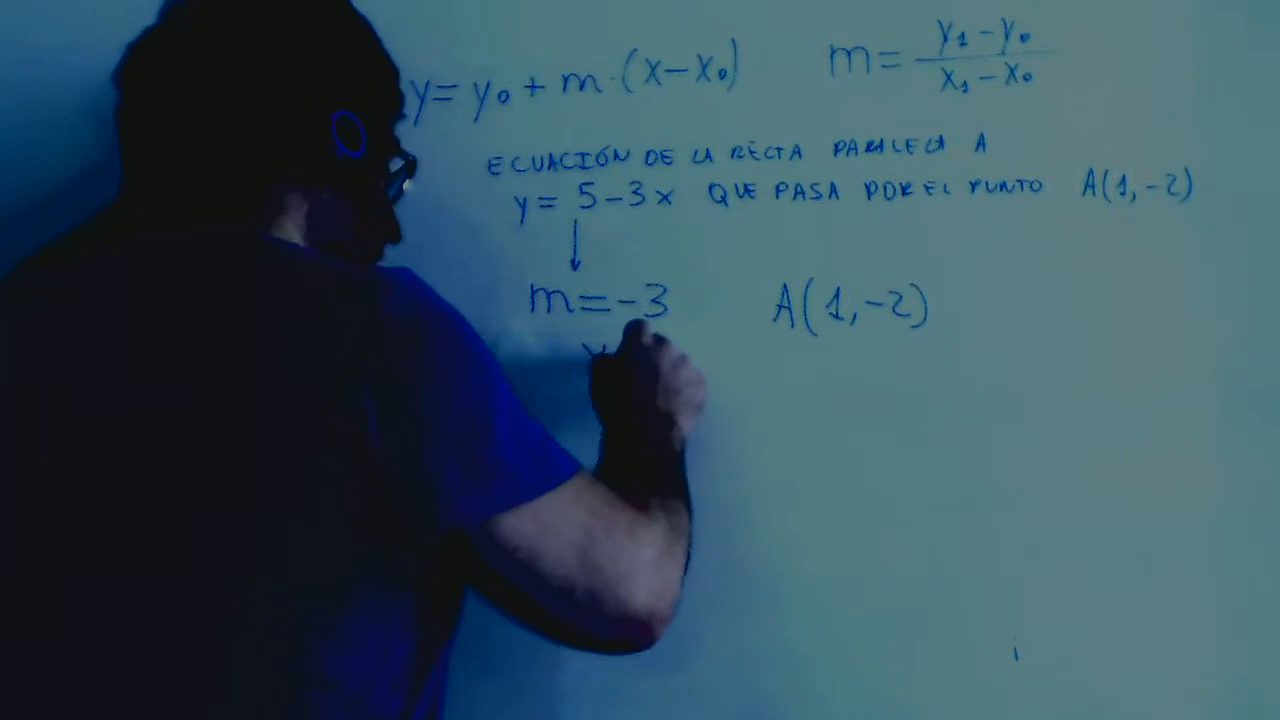 y = y₀ + m · (x - x₀)    m = (y₁ - y₀) / (x₁ - x₀)
ECUACIÓN DE LA RECTA PARALELA A
y = 5 - 3x QUE PASA POR EL PUNTO A(1, -2)
m = -3    A(1, -2)
y